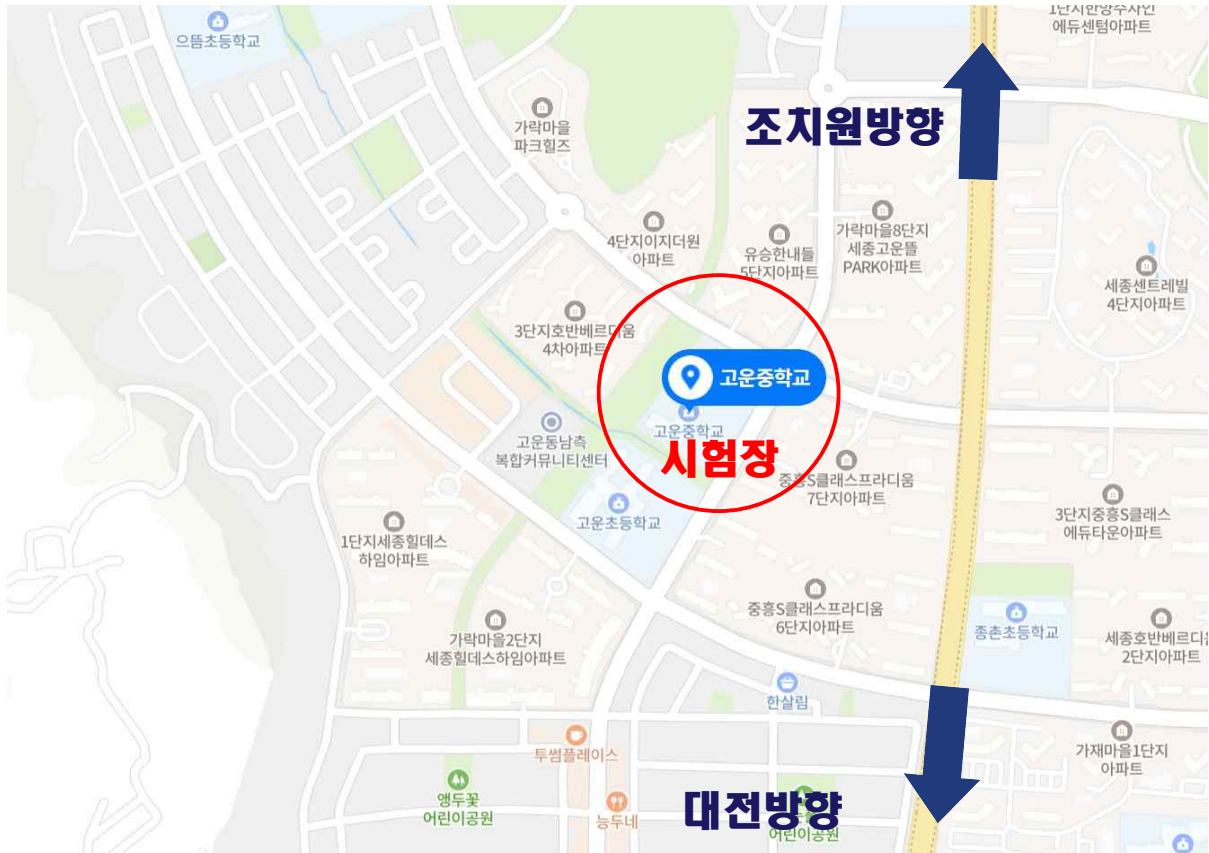 으뜸초등학교
1단지한양수자인
에듀센텀아파트
조치원방향
가락마을
파크힐즈
4단지이지더원
아파트
유승한내들
5단지아파트
가락마을8단지
세종고운뜰
PARK아파트
세종센트레빌
4단지아파트
3단지호반베르디움
4차아파트
고운중학교
고운중학교
시험장
고운동남측
복합커뮤니티센터
중흥S클래스프라디움
7단지아파트
고운초등학교
3단지중흥S클래스
에듀타운아파트
1단지세종힐데스
하임아파트
중흥S클래스프라디움
6단지아파트
종촌초등학교
가락마을2단지
세종힐데스하임아파트
세종호반베르디움
2단지아파트
한살림
투썸플레이스
가재마을1단지
아파트
앵두꽃
어린이공원
능두네
대전방향
어린이공원